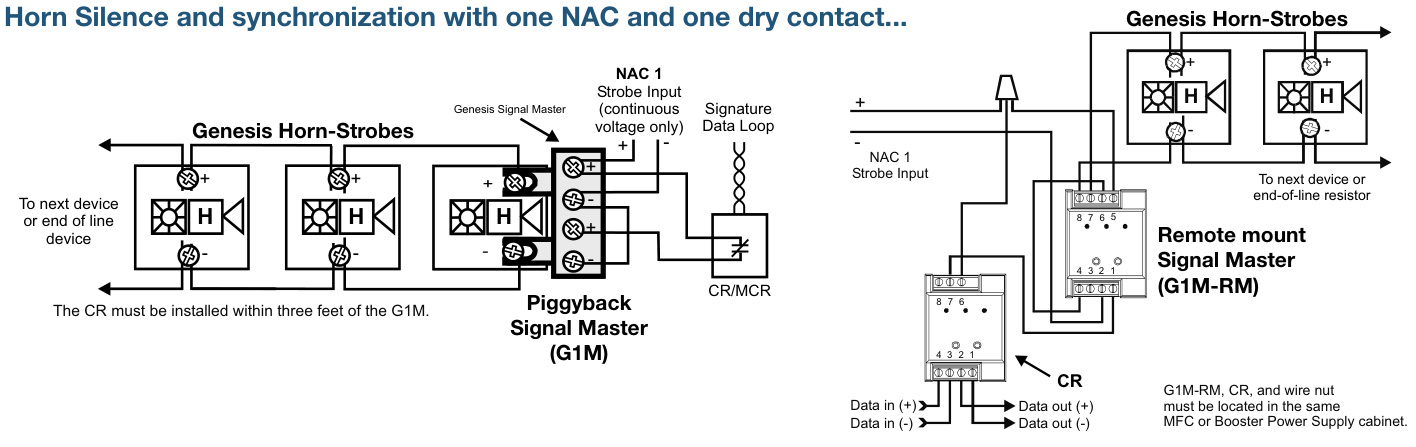 Horn Silence and synchronization with one NAC and one dry contact...
Genesis Horn-Strobes
Genesis Signal Master
NAC 1
Strobe Input
(continuous
voltage only)
+ -
Signature
Data Loop
To next device
or end of line
device
+
H
-
+
H
-
+
H
-
+
-
+
-
CR/MCR
The CR must be installed within three feet of the G1M.
Piggyback
Signal Master
(G1M)
Genesis Horn-Strobes
+
-
NAC 1
Strobe Input
+
H
-
+
H
-
To next device or
end-of-line resistor
8 7 6 5
4 3 2 1
Remote mount
Signal Master
(G1M-RM)
8 7 6
4 3 2 1
CR
Data in (+)
Data in (-)
Data out (+)
Data out (-)
G1M-RM, CR, and wire nut
must be located in the same
MFC or Booster Power Supply cabinet.